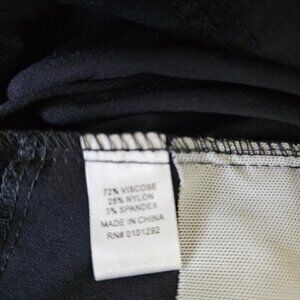 72% VISCOSE
25% NYLON
3% SPANDEX
MADE IN CHINA
RN# 0101292